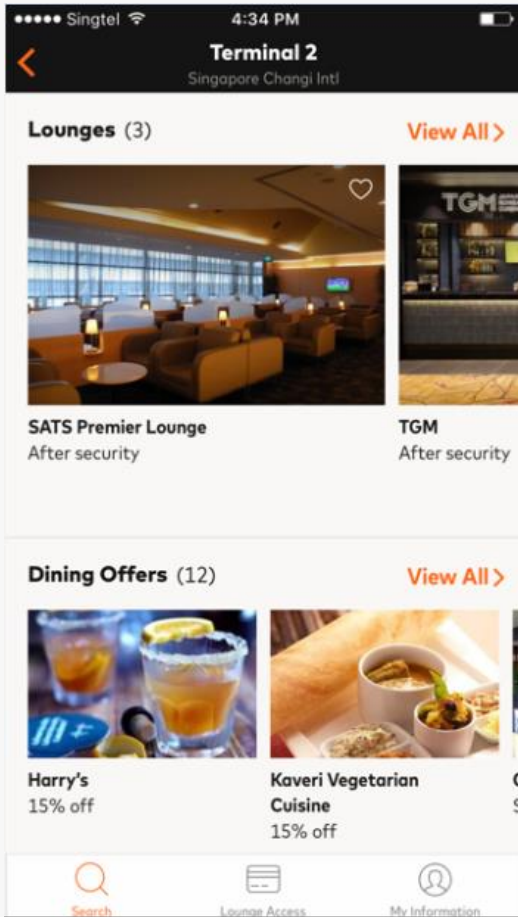 Singtel 4:34 PM
Terminal 2
Singapore Changi Intl
Lounges (3) View All >
TGM
SATS Premier Lounge TGM
After security After security
Dining Offers (12) View All >
Harry's Kaveri Vegetarian
15% off Cuisine
15% off
Search Lounge Access My Information